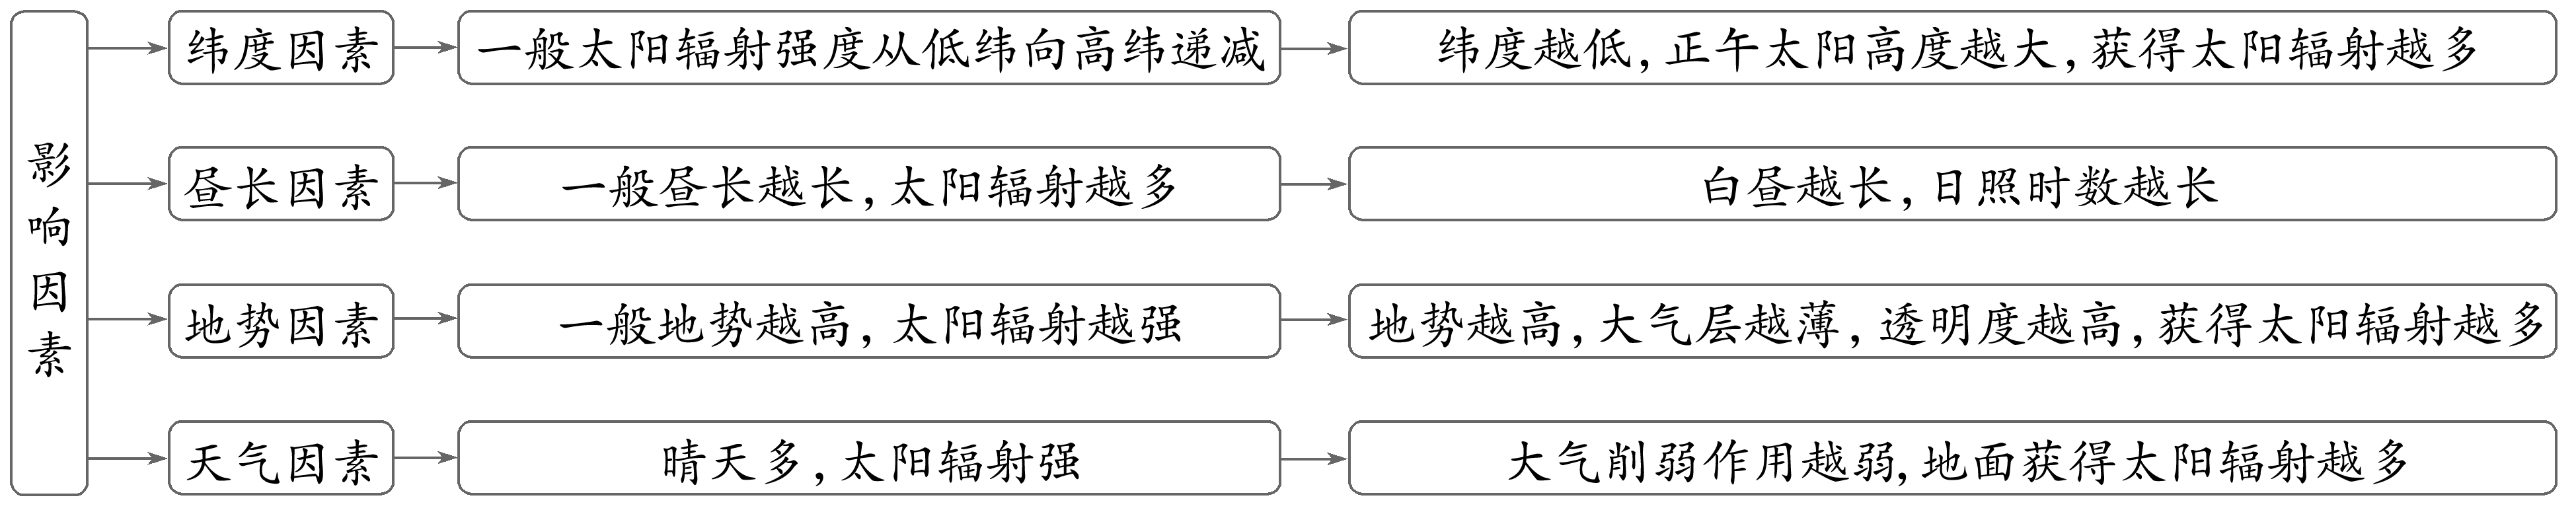 影响因素
纬度因素
一般太阳辐射强度从低纬向高纬递减
纬度越低,正午太阳高度越大,获得太阳辐射越多
昼长因素
一般昼长越长,太阳辐射越多
白昼越长,日照时数越长
地势因素
一般地势越高,太阳辐射越强
地势越高,大气层越薄,透明度越高,获得太阳辐射越多
天气因素
晴天多,太阳辐射强
大气削弱作用越弱,地面获得太阳辐射越多